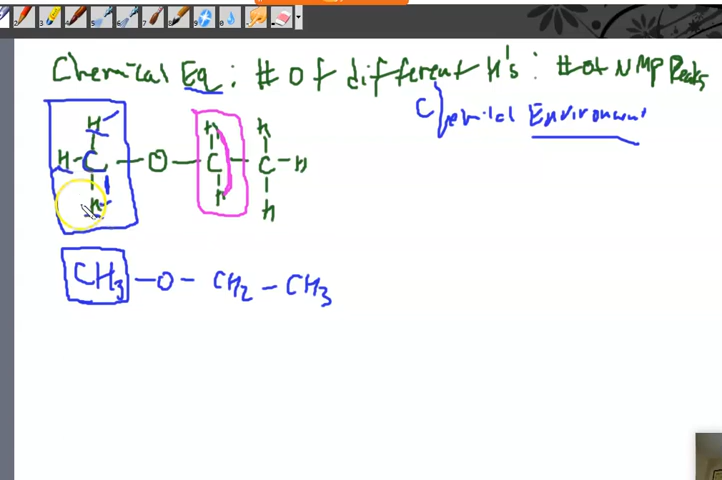 Chemical Eq : # of different H's : # of NMR Peaks
Chemical Environment
H H H
H - C - O - C - C - H
H H H
CH3 - O - CH2 - CH3